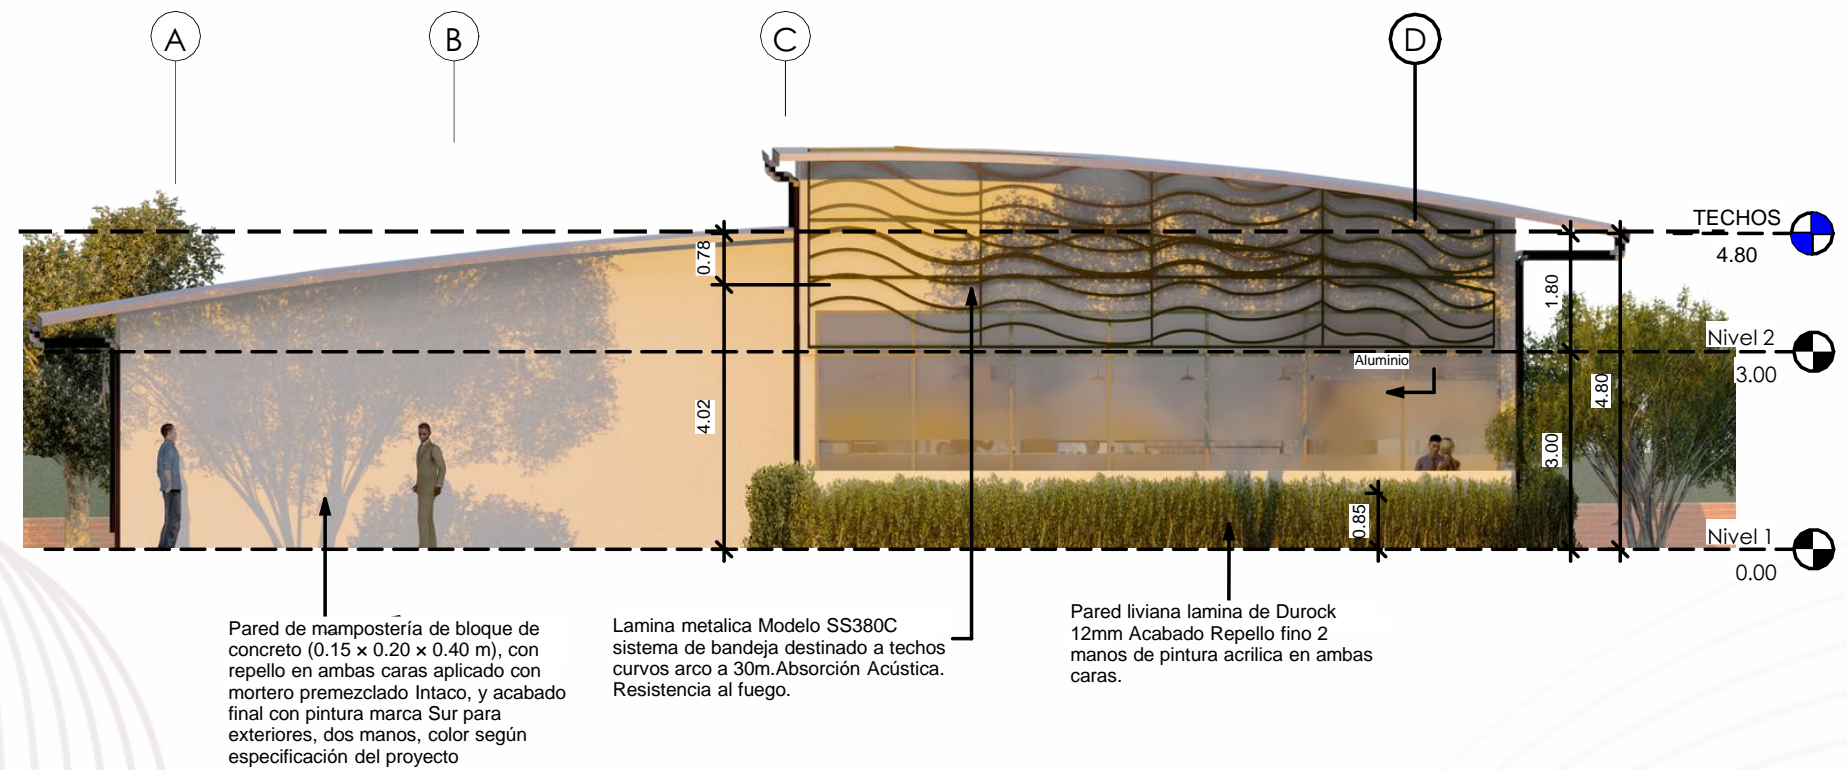 A
B
C
D
TECHOS
4.80
0.78
1.80
Nivel 2
3.00
Aluminio
4.80
4.02
3.00
0.85
Nivel 1
0.00
Pared de mampostería de bloque de
concreto (0.15 × 0.20 × 0.40 m), con
repello en ambas caras aplicado con
mortero premezclado Intaco, y acabado
final con pintura marca Sur para
exteriores, dos manos, color según
especificación del proyecto
Lamina metalica Modelo SS380C
sistema de bandeja destinado a techos
curvos arco a 30m.Absorción Acústica.
Resistencia al fuego.
Pared liviana lamina de Durock
12mm Acabado Repello fino 2
manos de pintura acrilica en ambas
caras.